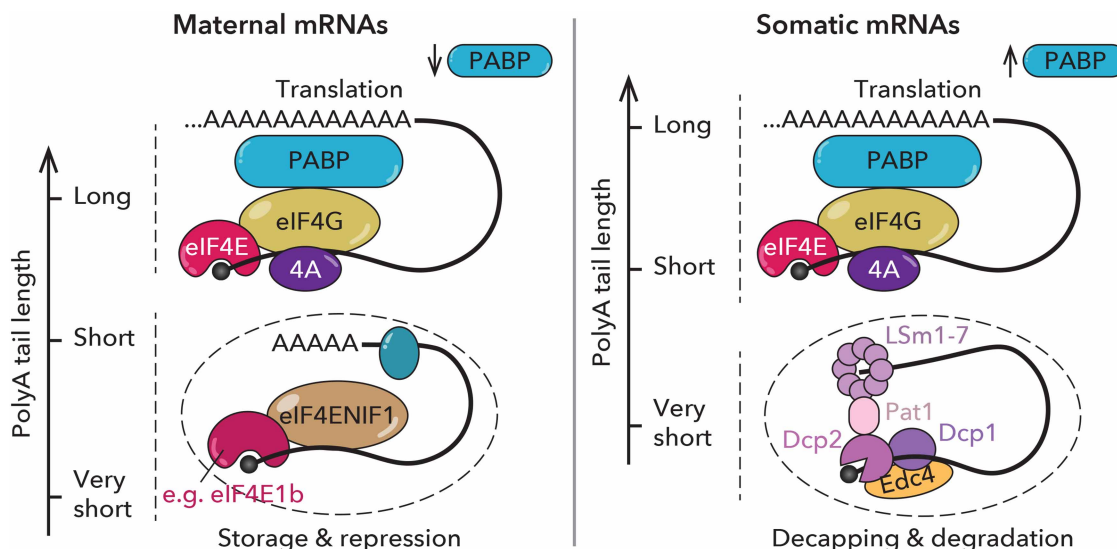 Maternal mRNAs
PABP
Translation
...AAAAAAAAAAAA
PABP
eIF4G
eIF4E
4A
PolyA tail length
Long
Short
Very
short
AAAAA
eIF4ENIF1
e.g. eIF4E1b
Storage & repression
Somatic mRNAs
PABP
Translation
...AAAAAAAAAAAA
PABP
eIF4G
eIF4E
4A
PolyA tail length
Long
Short
Very
short
LSm1-7
Pat1
Dcp2
Dcp1
Edc4
Decapping & degradation